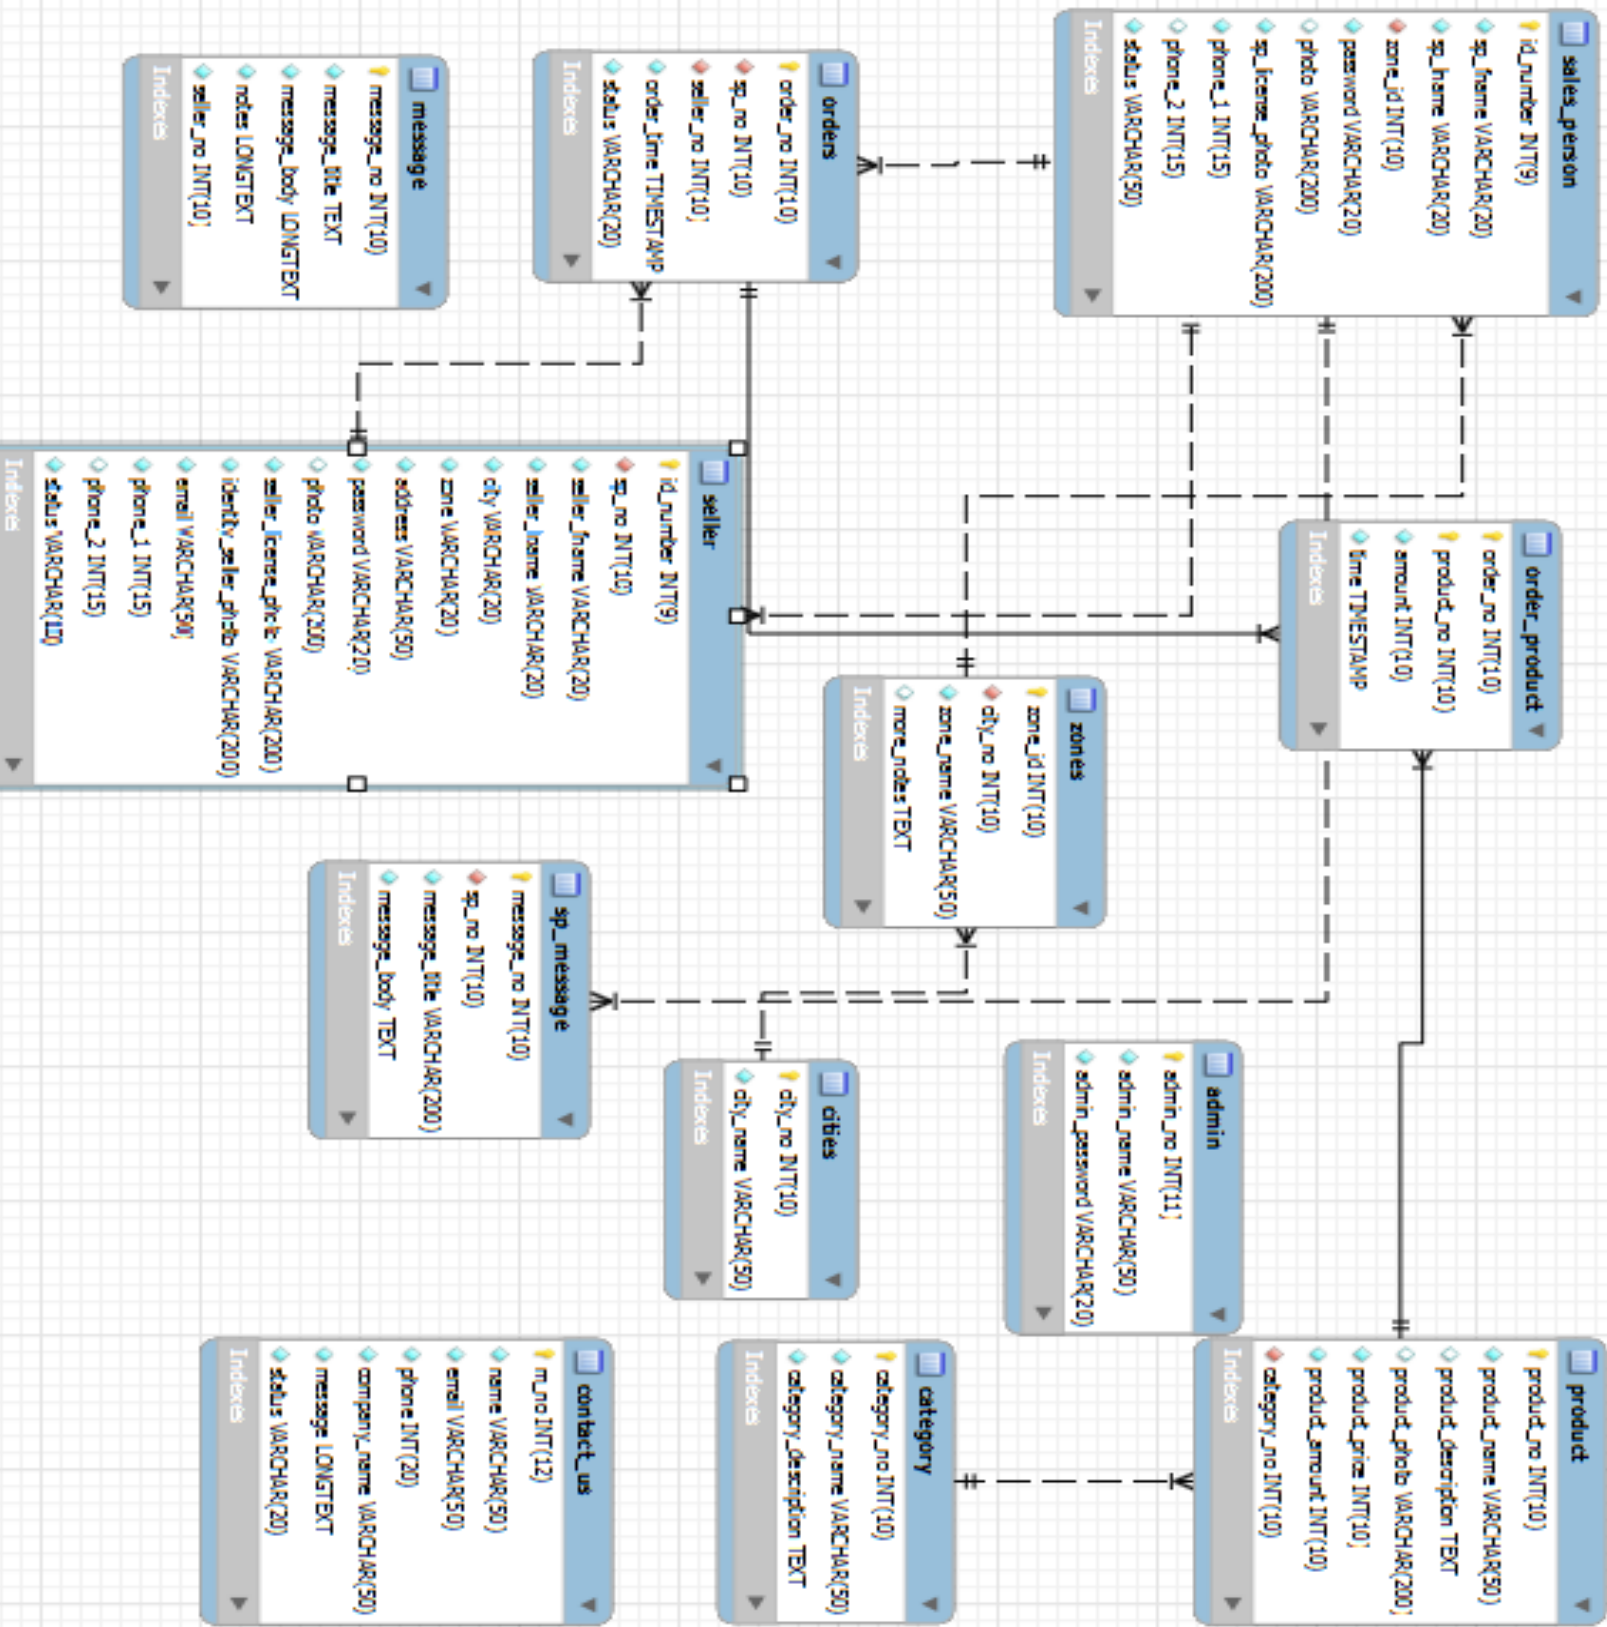 sales_person
id_number INT(9)
sp_fname VARCHAR(20)
sp_lname VARCHAR(20)
zone_id INT(10)
password VARCHAR(20)
photo VARCHAR(200)
sp_license_photo VARCHAR(200)
phone_1 INT(15)
phone_2 INT(15)
status VARCHAR(50)
Indexes
order_product
order_no INT(10)
product_no INT(10)
amount INT(10)
time TIMESTAMP
Indexes
product
product_no INT(10)
product_name VARCHAR(50)
product_description TEXT
product_photo VARCHAR(200)
product_price INT(10)
product_amount INT(10)
category_no INT(10)
Indexes
admin
admin_no INT(11)
admin_name VARCHAR(50)
admin_password VARCHAR(20)
Indexes
zones
zone_id INT(10)
city_no INT(10)
zone_name VARCHAR(50)
more_notes TEXT
Indexes
orders
order_no INT(10)
sp_no INT(10)
seller_no INT(10)
order_time TIMESTAMP
status VARCHAR(20)
Indexes
cities
city_no INT(10)
city_name VARCHAR(50)
Indexes
category
category_no INT(10)
category_name VARCHAR(50)
category_description TEXT
Indexes
seller
id_number INT(9)
sp_no INT(10)
seller_fname VARCHAR(20)
seller_lname VARCHAR(20)
city VARCHAR(20)
zone VARCHAR(20)
address VARCHAR(50)
password VARCHAR(20)
photo VARCHAR(200)
seller_license_photo VARCHAR(200)
identity_seller_photo VARCHAR(200)
email VARCHAR(50)
phone_1 INT(15)
phone_2 INT(15)
status VARCHAR(10)
Indexes
sp_message
message_no INT(10)
sp_no INT(10)
message_title VARCHAR(200)
message_body TEXT
Indexes
contact_us
m_no INT(12)
name VARCHAR(50)
email VARCHAR(50)
phone INT(20)
company_name VARCHAR(50)
message LONGTEXT
status VARCHAR(20)
Indexes
message
message_no INT(10)
message_title TEXT
message_body LONGTEXT
notes LONGTEXT
seller_no INT(10)
Indexes